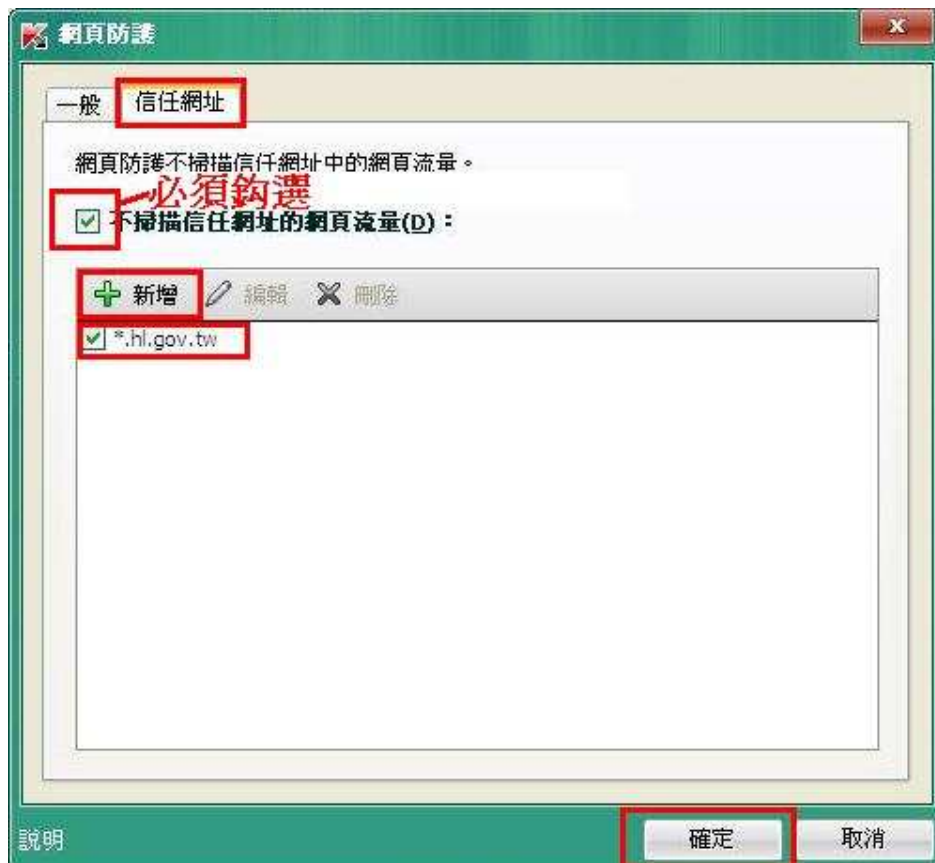 網頁防護
一般 信任網址
網頁防護不掃描信任網址中的網頁流量。
必須鈎選
不掃描信任網址的網頁流量(D)：
新增 編輯 刪除
*.hl.gov.tw
說明 確定 取消